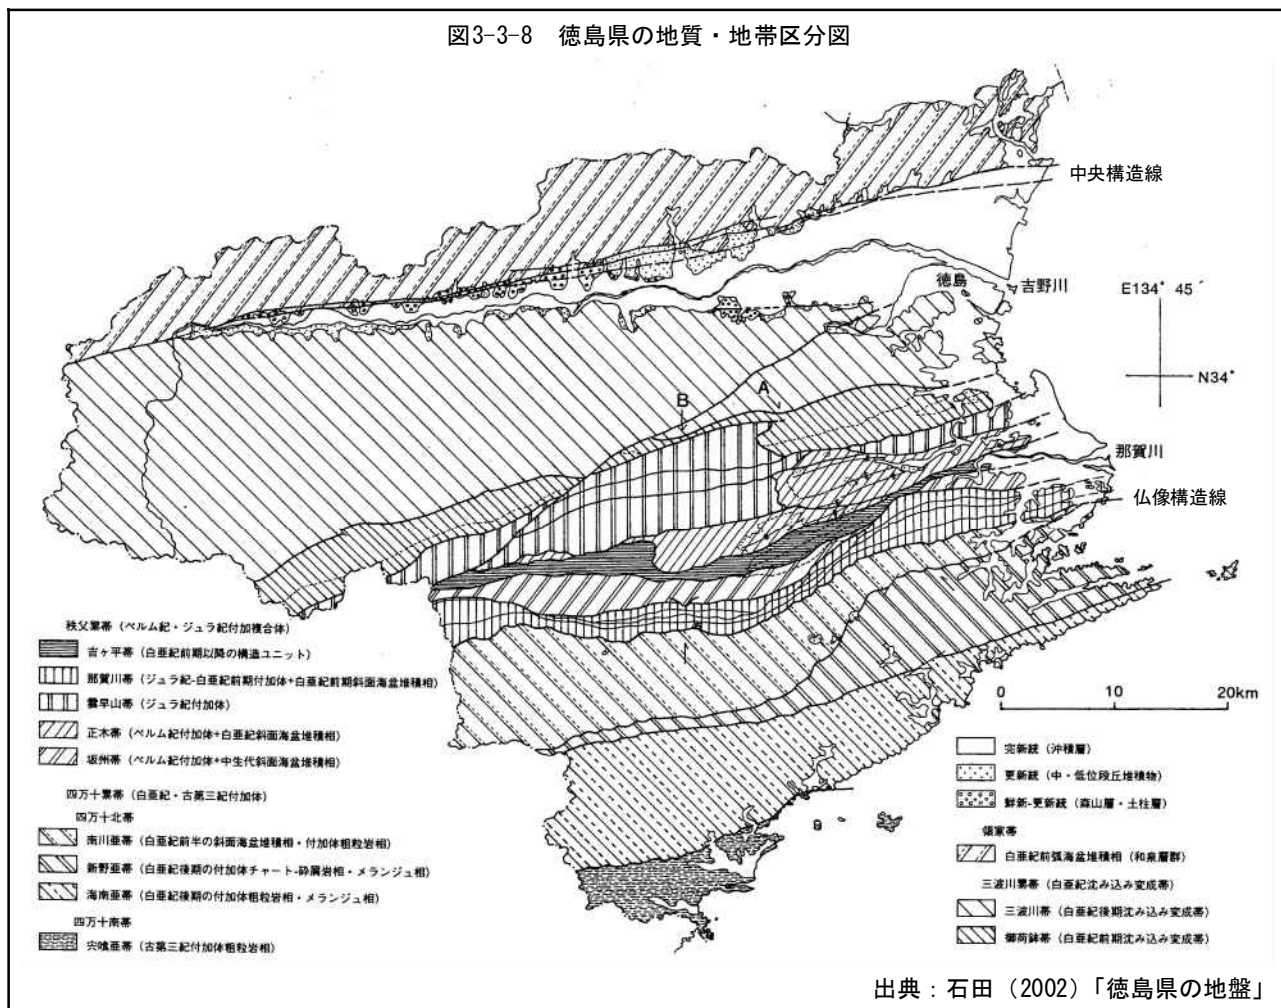 図3-3-8 徳島県の地質・地帯区分図
中央構造線
徳島
吉野川
E134° 45′
N34°
A
B
那賀川
仏像構造線
秩父累帯（ペルム紀・ジュラ紀付加複合体）
吉ヶ平帯（白亜紀前期以降の構造ユニット）
那賀川帯（ジュラ紀-白亜紀前期付加体+白亜紀前期斜面海盆堆積相）
雲早山帯（ジュラ紀付加体）
正木帯（ペルム紀付加体+白亜紀斜面海盆堆積相）
坂州帯（ペルム紀付加体+中生代斜面海盆堆積相）
四万十累帯（白亜紀・古第三紀付加体）
四万十北帯
南川亜帯（白亜紀前半の斜面海盆堆積相・付加体粗粒岩相）
新野亜帯（白亜紀後期の付加体チャート-砕屑岩相・メランジュ相）
海南亜帯（白亜紀後期の付加体粗粒岩相・メランジュ相）
四万十南帯
宍喰亜帯（古第三紀付加体粗粒岩相）
0 10 20km
完新統（沖積層）
更新統（中・低位段丘堆積物）
鮮新-更新統（森山層・土柱層）
領家帯
白亜紀前弧海盆堆積相（和泉層群）
三波川累帯（白亜紀沈み込み変成帯）
三波川帯（白亜紀後期沈み込み変成帯）
御荷鉾帯（白亜紀前期沈み込み変成帯）
出典：石田（2002）「徳島県の地盤」